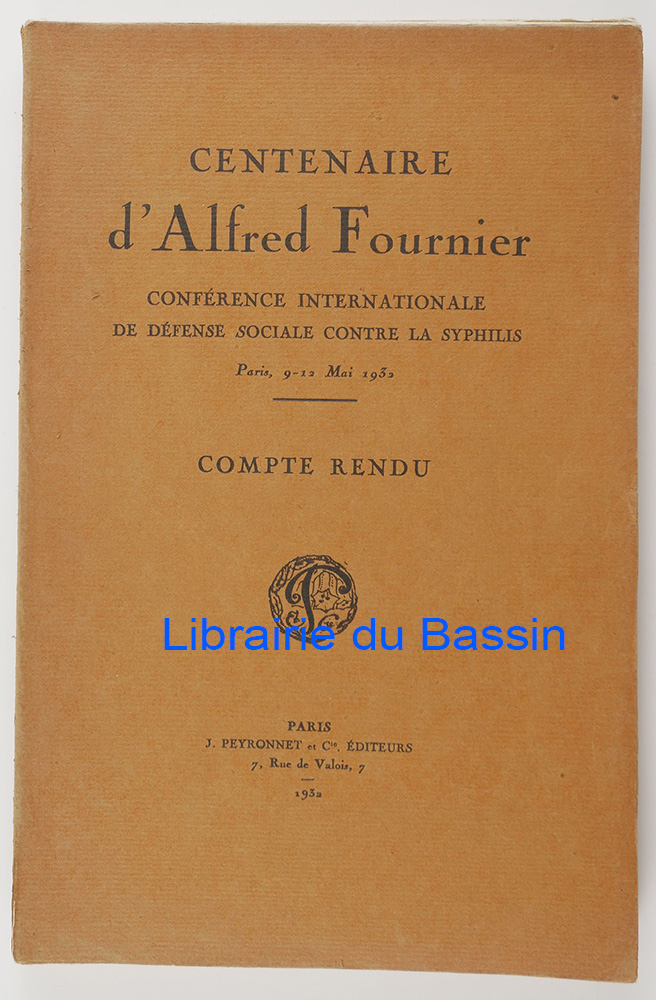 CENTENAIRE
d'Alfred Fournier
CONFÉRENCE INTERNATIONALE
DE DÉFENSE SOCIALE CONTRE LA SYPHILIS
Paris, 9-12 Mai 1932
COMPTE RENDU
Librairie du Bassin
PARIS
J. PEYRONNET et Cie, ÉDITEURS
7, Rue de Valois, 7
1932